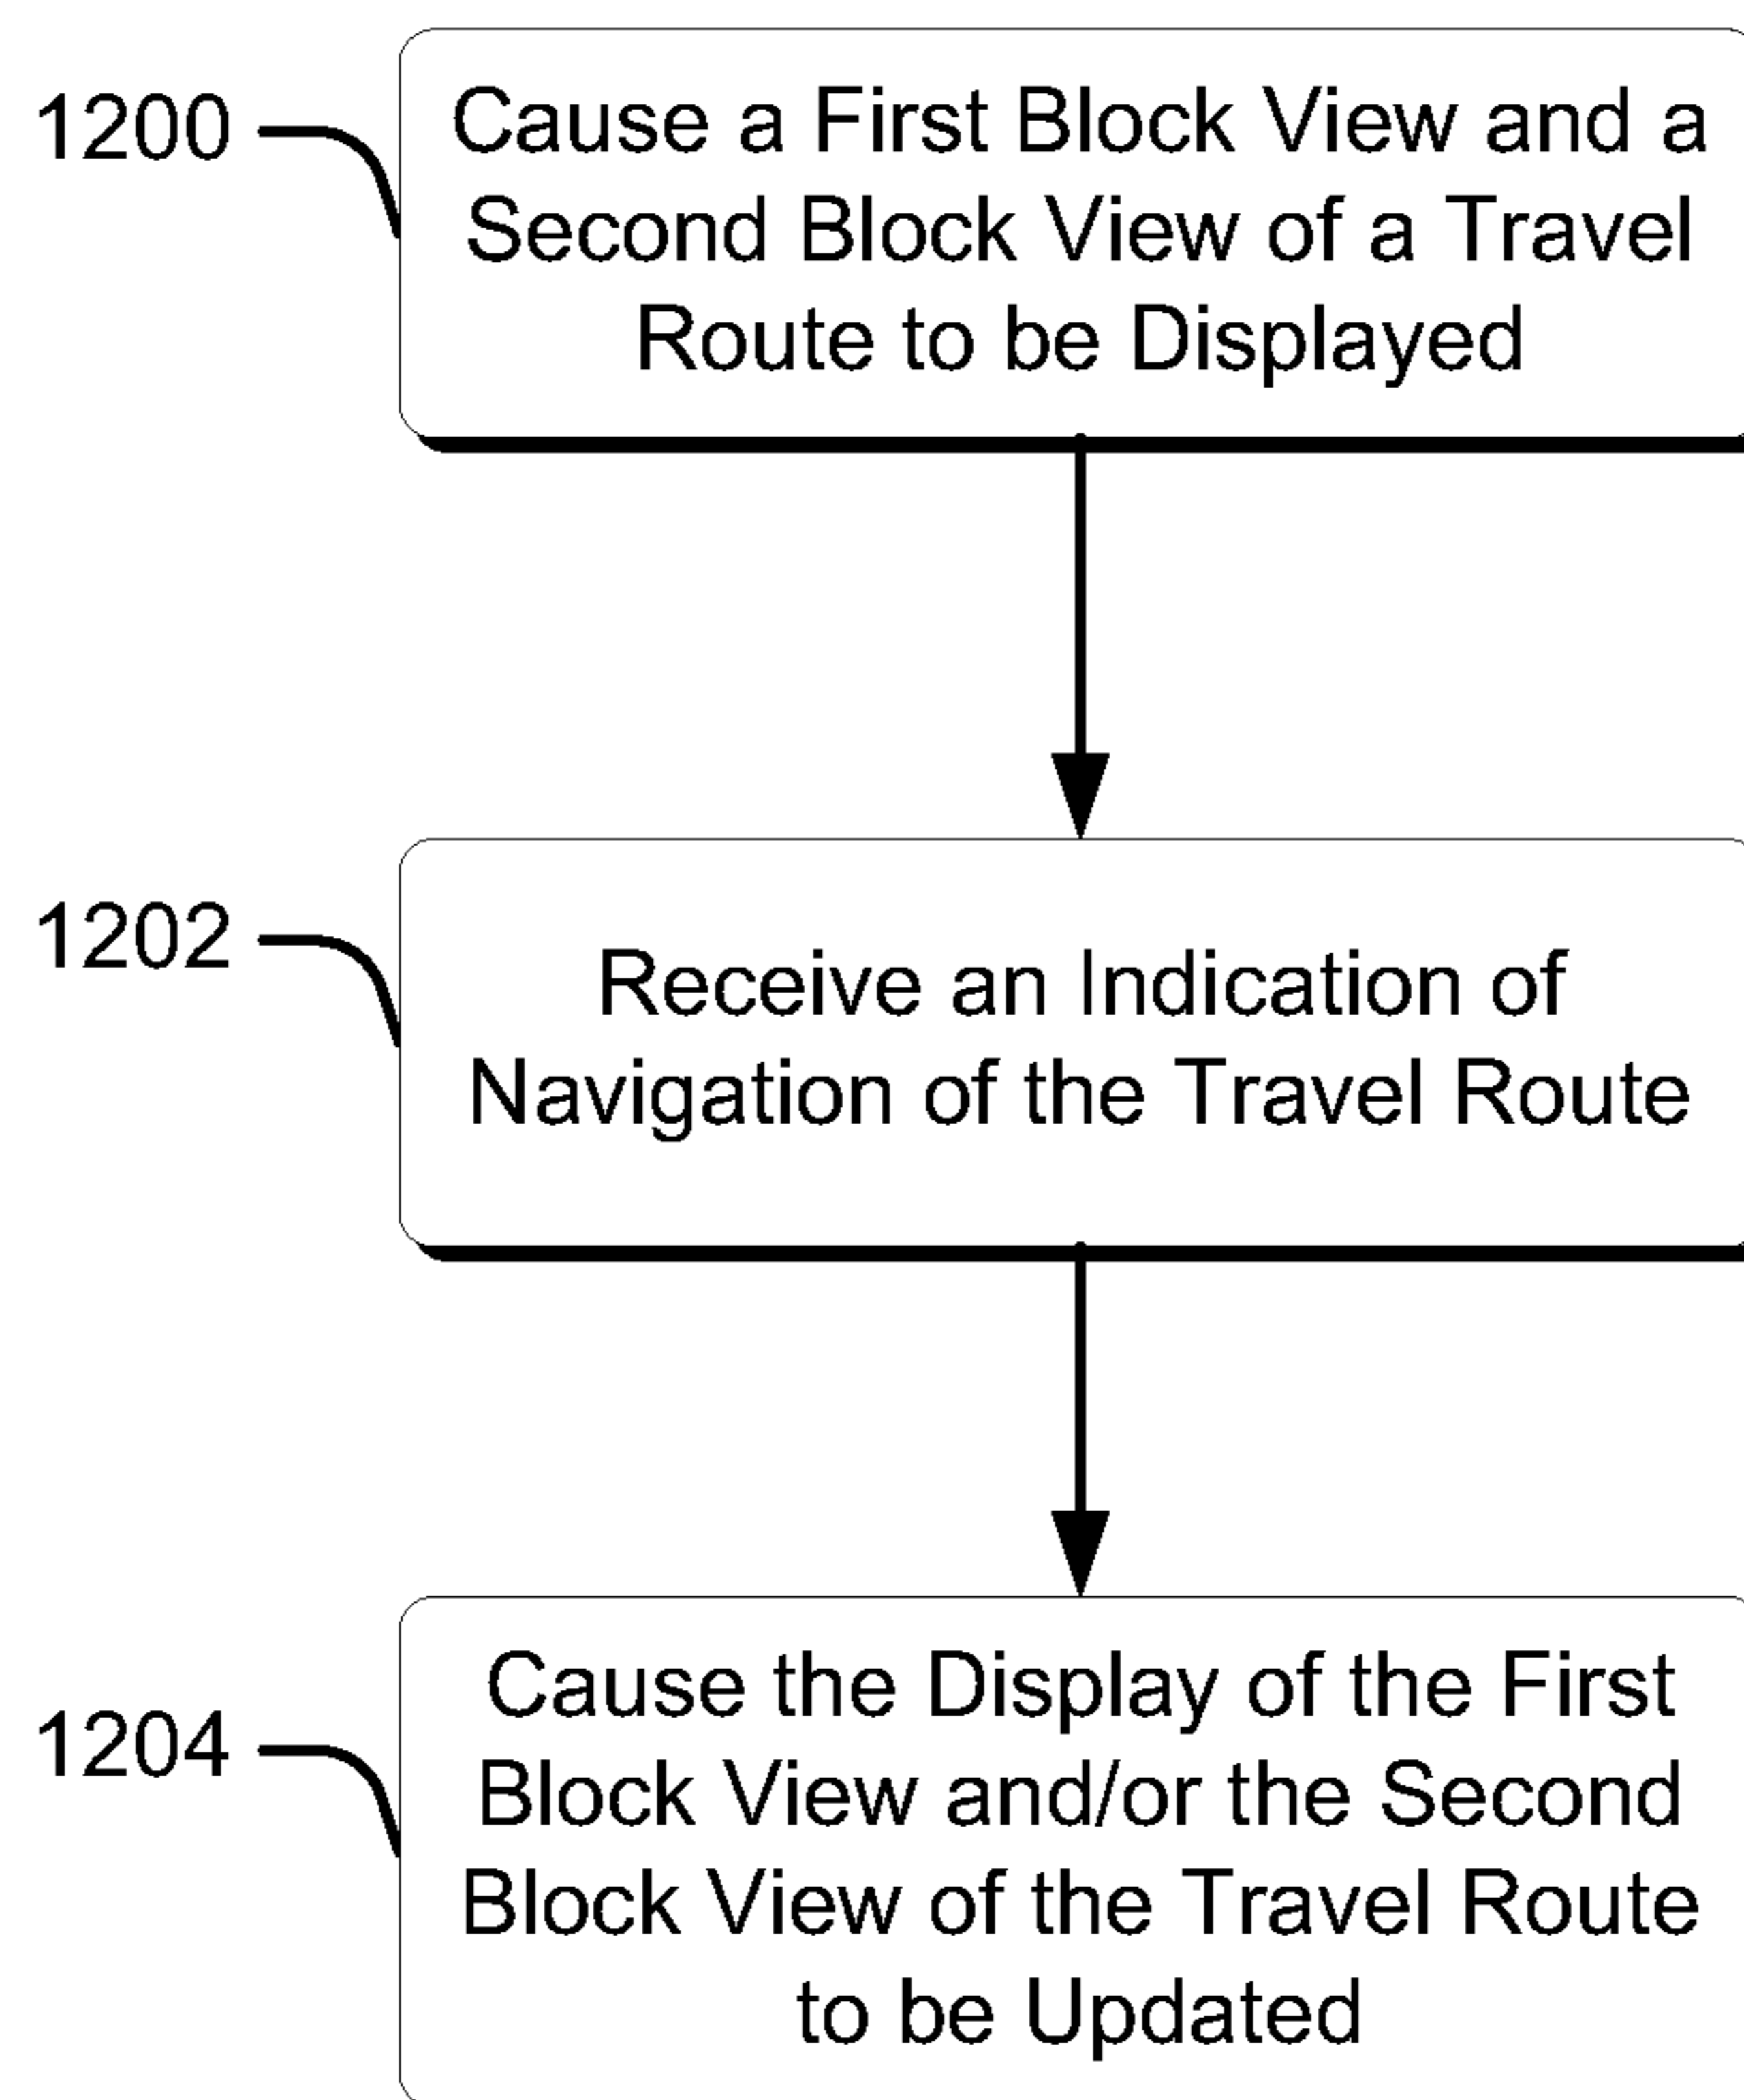 1200
Cause a First Block View and a
Second Block View of a Travel
Route to be Displayed
1202
Receive an Indication of
Navigation of the Travel Route
1204
Cause the Display of the First
Block View and/or the Second
Block View of the Travel Route
to be Updated